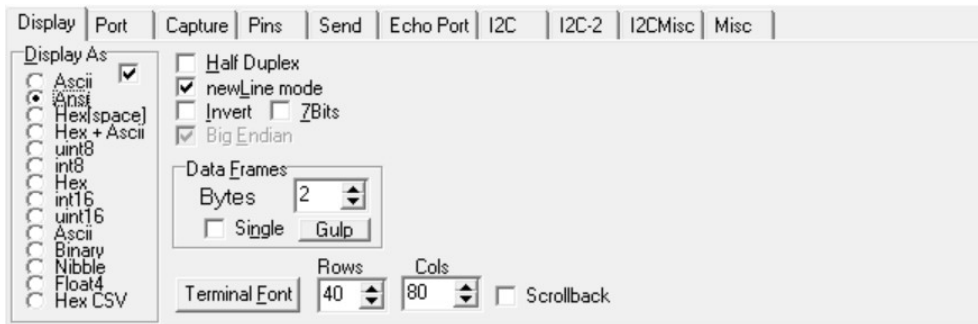 Display Port Capture Pins Send Echo Port I2C I2C-2 I2CMisc Misc
Display As
Ascii
Ansi
Hex[space]
Hex + Ascii
uint8
int8
Hex
int16
uint16
Ascii
Binary
Nibble
Float4
Hex CSV
Half Duplex
newLine mode
Invert 7Bits
Big Endian
Data Frames
Bytes 2
Single Gulp
Rows Cols
Terminal Font 40 80 Scrollback